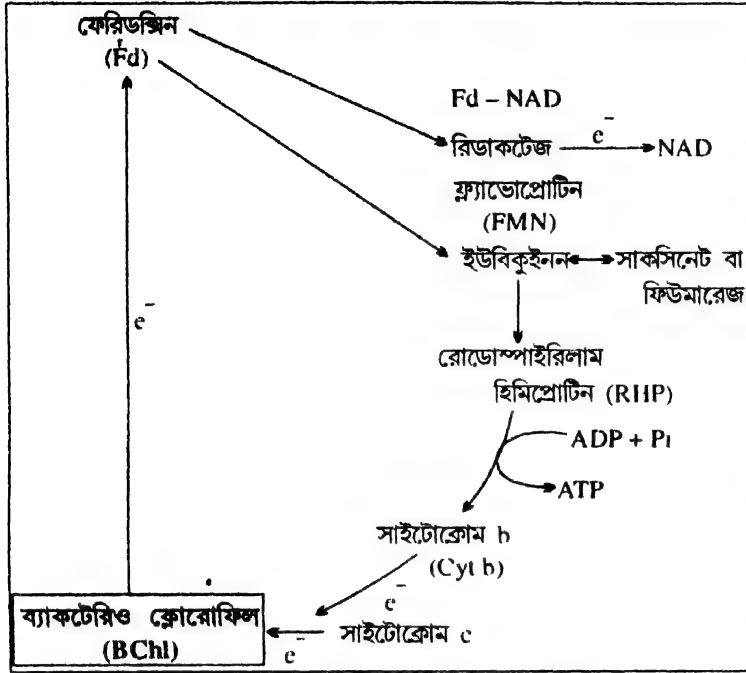 ফেরিডক্সিন
(Fd)
Fd – NAD
রিডাকটেজ e⁻ NAD
ফ্ল্যাভোপ্রোটিন
(FMN)
ইউবিকুইনন সাকসিনেট বা
ফিউমারেজ
e⁻
রোডোস্পাইরিলাম
হিমিপ্রোটিন (RHP)
ADP + Pi
ATP
সাইটোক্রোম b
(Cyt b)
e⁻
ব্যাকটেরিও ক্লোরোফিল
(BChl)
e⁻ সাইটোক্রোম c